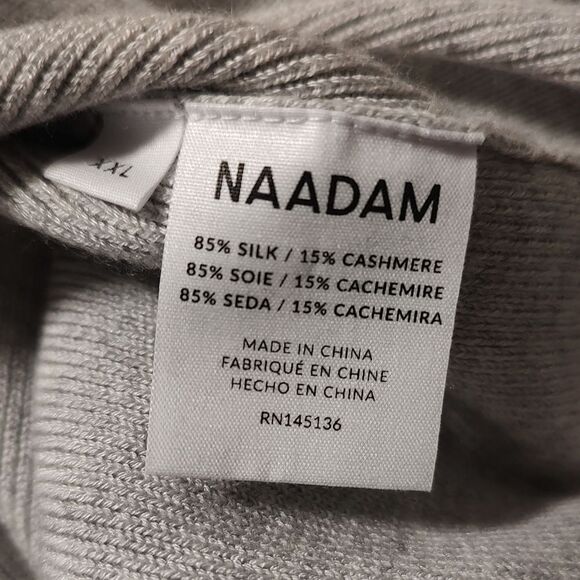 XXL
NAADAM
85% SILK / 15% CASHMERE
85% SOIE / 15% CACHEMIRE
85% SEDA / 15% CACHEMIRA
MADE IN CHINA
FABRIQUÉ EN CHINE
HECHO EN CHINA
RN145136